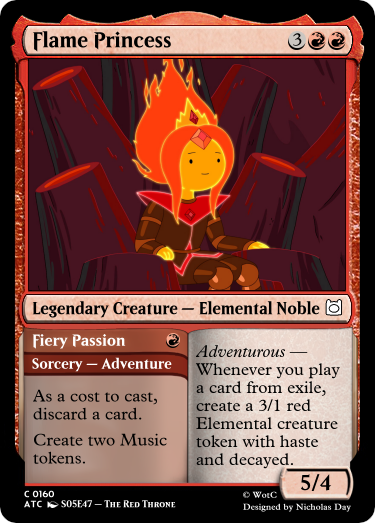 Flame Princess 3
Legendary Creature — Elemental Noble
Fiery Passion
Sorcery — Adventure
As a cost to cast,
discard a card.
Create two Music
tokens.
Adventurous —
Whenever you play
a card from exile,
create a 3/1 red
Elemental creature
token with haste
and decayed.
5/4
C 0160
ATC S05E47 — The Red Throne
© WotC
Designed by Nicholas Day